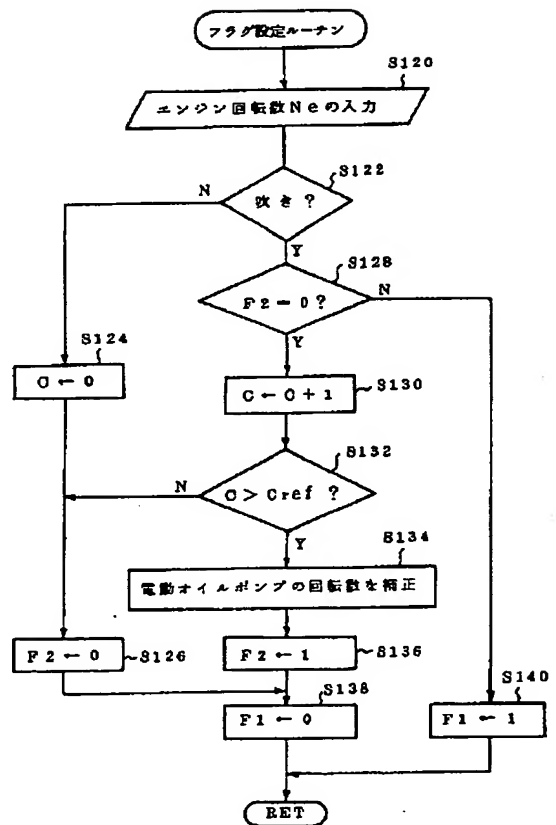 フラグ設定ルーチン
S120
エンジン回転数Neの入力
S122
吹き?
N
Y
S128
F2=0?
N
Y
S124
C←0
C←C+1
S130
S132
C>Cref?
N
Y
S134
電動オイルポンプの回転数を補正
F2←0
S126
F2←1
S136
S138
F1←0
S140
F1←1
RET